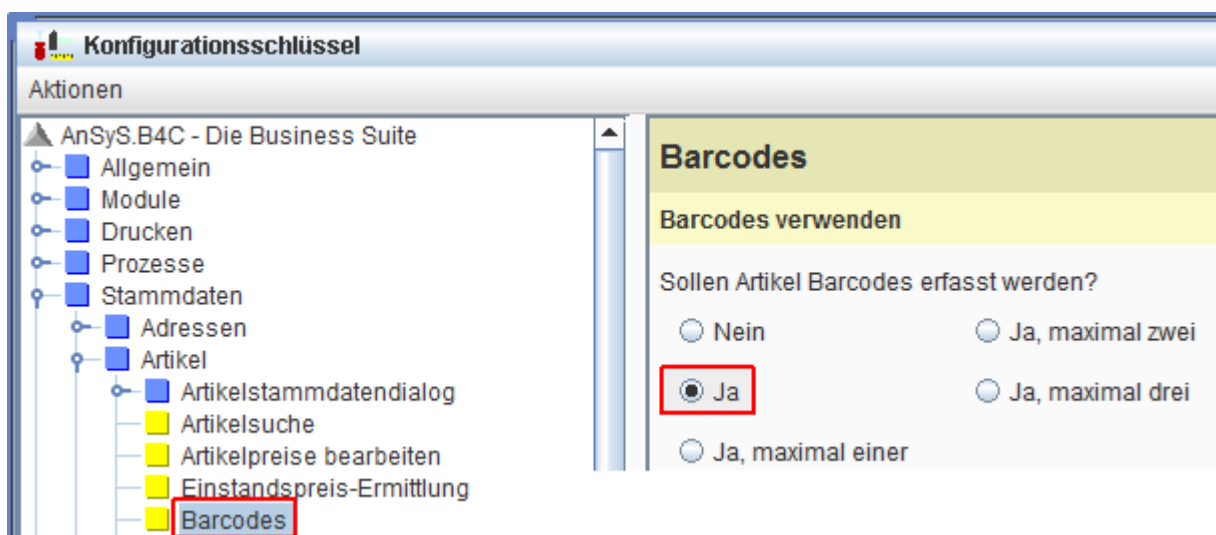 Konfigurationsschlüssel
Aktionen
AnSyS.B4C - Die Business Suite
Allgemein
Module
Drucken
Prozesse
Stammdaten
Adressen
Artikel
Artikelstammdatendialog
Artikelsuche
Artikelpreise bearbeiten
Einstandspreis-Ermittlung
Barcodes
Barcodes
Barcodes verwenden
Sollen Artikel Barcodes erfasst werden?
Nein
Ja, maximal zwei
Ja
Ja, maximal drei
Ja, maximal einer